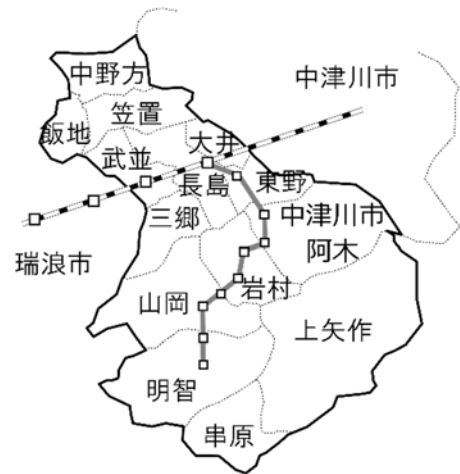 中野方
中津川市
笠置
飯地
大井
武並
長島
東野
三郷
中津川市
阿木
瑞浪市
岩村
山岡
上矢作
明智
串原